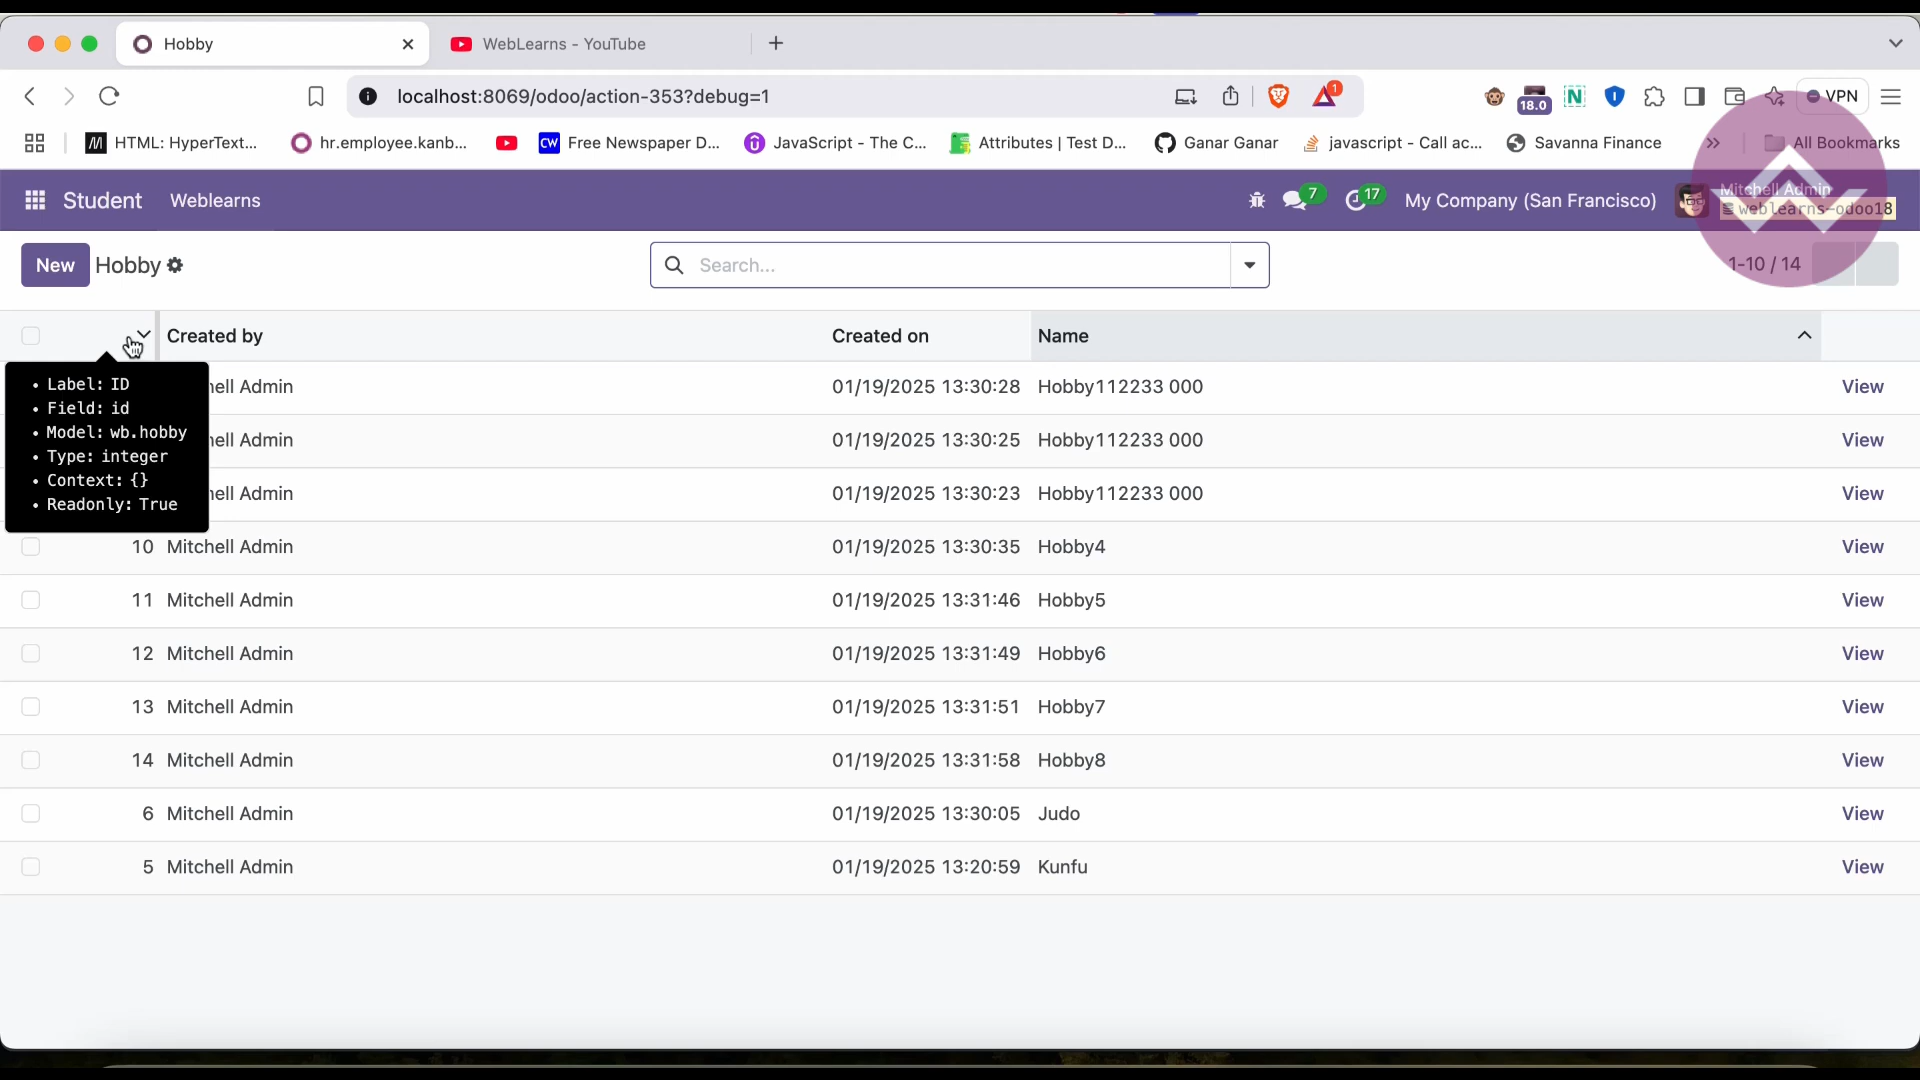 Hobby
WebLearns - YouTube
localhost:8069/odoo/action-353?debug=1
1
18.0
N
VPN
HTML: HyperText...
hr.employee.kanb...
CW
Free Newspaper D...
JavaScript - The C...
Attributes | Test D...
Ganar Ganar
javascript - Call ac...
Savanna Finance
All Bookmarks
Student
Weblearns
7
17
My Company (San Francisco)
Mitchell Admin
weblearns-odoo18
New
Hobby
Search...
1-10 / 14
Created by
Created on
Name
• Label: ID
• Field: id
• Model: wb.hobby
• Type: integer
• Context: {}
• Readonly: True
hell Admin 01/19/2025 13:30:28 Hobby112233 000 View
hell Admin 01/19/2025 13:30:25 Hobby112233 000 View
hell Admin 01/19/2025 13:30:23 Hobby112233 000 View
10 Mitchell Admin 01/19/2025 13:30:35 Hobby4 View
11 Mitchell Admin 01/19/2025 13:31:46 Hobby5 View
12 Mitchell Admin 01/19/2025 13:31:49 Hobby6 View
13 Mitchell Admin 01/19/2025 13:31:51 Hobby7 View
14 Mitchell Admin 01/19/2025 13:31:58 Hobby8 View
6 Mitchell Admin 01/19/2025 13:30:05 Judo View
5 Mitchell Admin 01/19/2025 13:20:59 Kunfu View